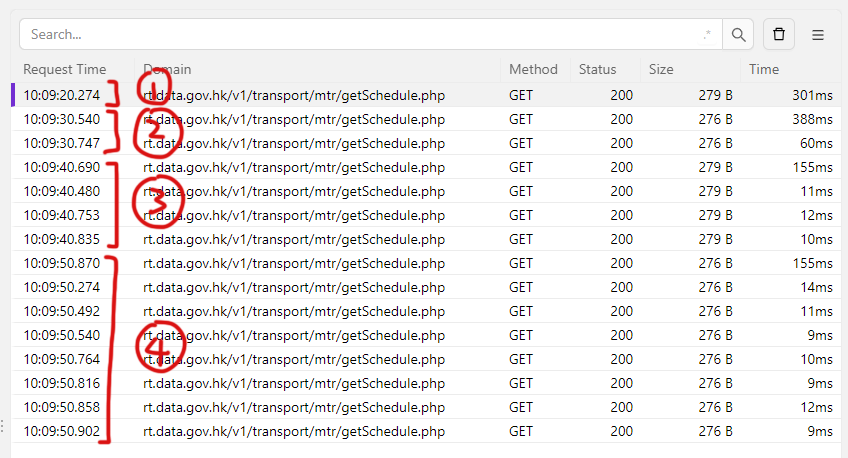 Search... .*
Request Time Domain Method Status Size Time
10:09:20.274 rt.data.gov.hk/v1/transport/mtr/getSchedule.php GET 200 279 B 301ms
10:09:30.540 rt.data.gov.hk/v1/transport/mtr/getSchedule.php GET 200 279 B 388ms
10:09:30.747 rt.data.gov.hk/v1/transport/mtr/getSchedule.php GET 200 279 B 60ms
10:09:40.690 rt.data.gov.hk/v1/transport/mtr/getSchedule.php GET 200 276 B 155ms
10:09:40.480 rt.data.gov.hk/v1/transport/mtr/getSchedule.php GET 200 279 B 11ms
10:09:40.753 rt.data.gov.hk/v1/transport/mtr/getSchedule.php GET 200 279 B 12ms
10:09:40.835 rt.data.gov.hk/v1/transport/mtr/getSchedule.php GET 200 279 B 10ms
10:09:50.870 rt.data.gov.hk/v1/transport/mtr/getSchedule.php GET 200 276 B 155ms
10:09:50.274 rt.data.gov.hk/v1/transport/mtr/getSchedule.php GET 200 276 B 14ms
10:09:50.492 rt.data.gov.hk/v1/transport/mtr/getSchedule.php GET 200 276 B 11ms
10:09:50.540 rt.data.gov.hk/v1/transport/mtr/getSchedule.php GET 200 276 B 9ms
10:09:50.764 rt.data.gov.hk/v1/transport/mtr/getSchedule.php GET 200 276 B 10ms
10:09:50.816 rt.data.gov.hk/v1/transport/mtr/getSchedule.php GET 200 276 B 9ms
10:09:50.858 rt.data.gov.hk/v1/transport/mtr/getSchedule.php GET 200 276 B 12ms
10:09:50.902 rt.data.gov.hk/v1/transport/mtr/getSchedule.php GET 200 276 B 9ms
1
2
3
4